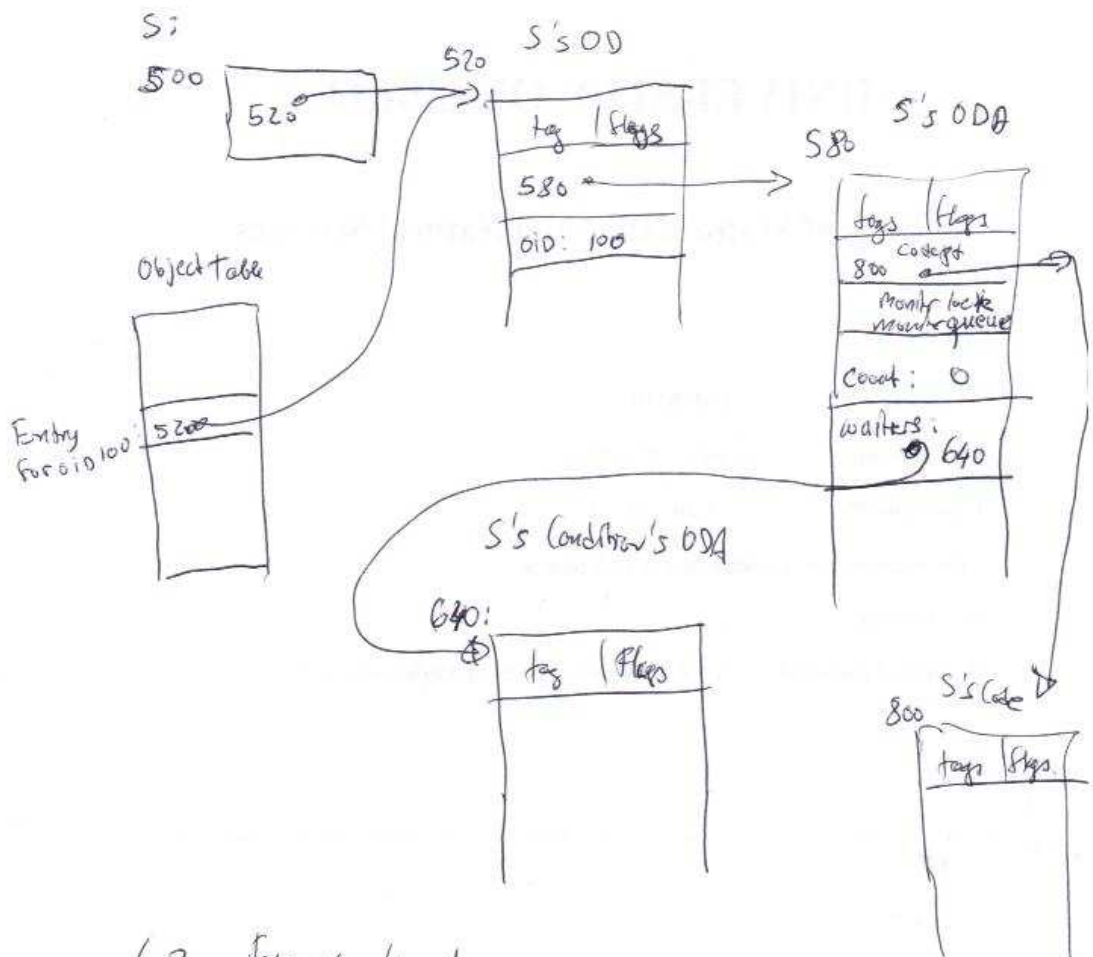 S:
500
520
520
S's OD
tag | flags
580
OID: 100
580
S's ODA
tags | flags
800
Monitor lock
Monitor queue
Count: 0
waiters:
640
Object Table
Entry
for oid 100:
520
S's Condition's ODA
640:
tag | Flags
800
S's Code
tags | flags